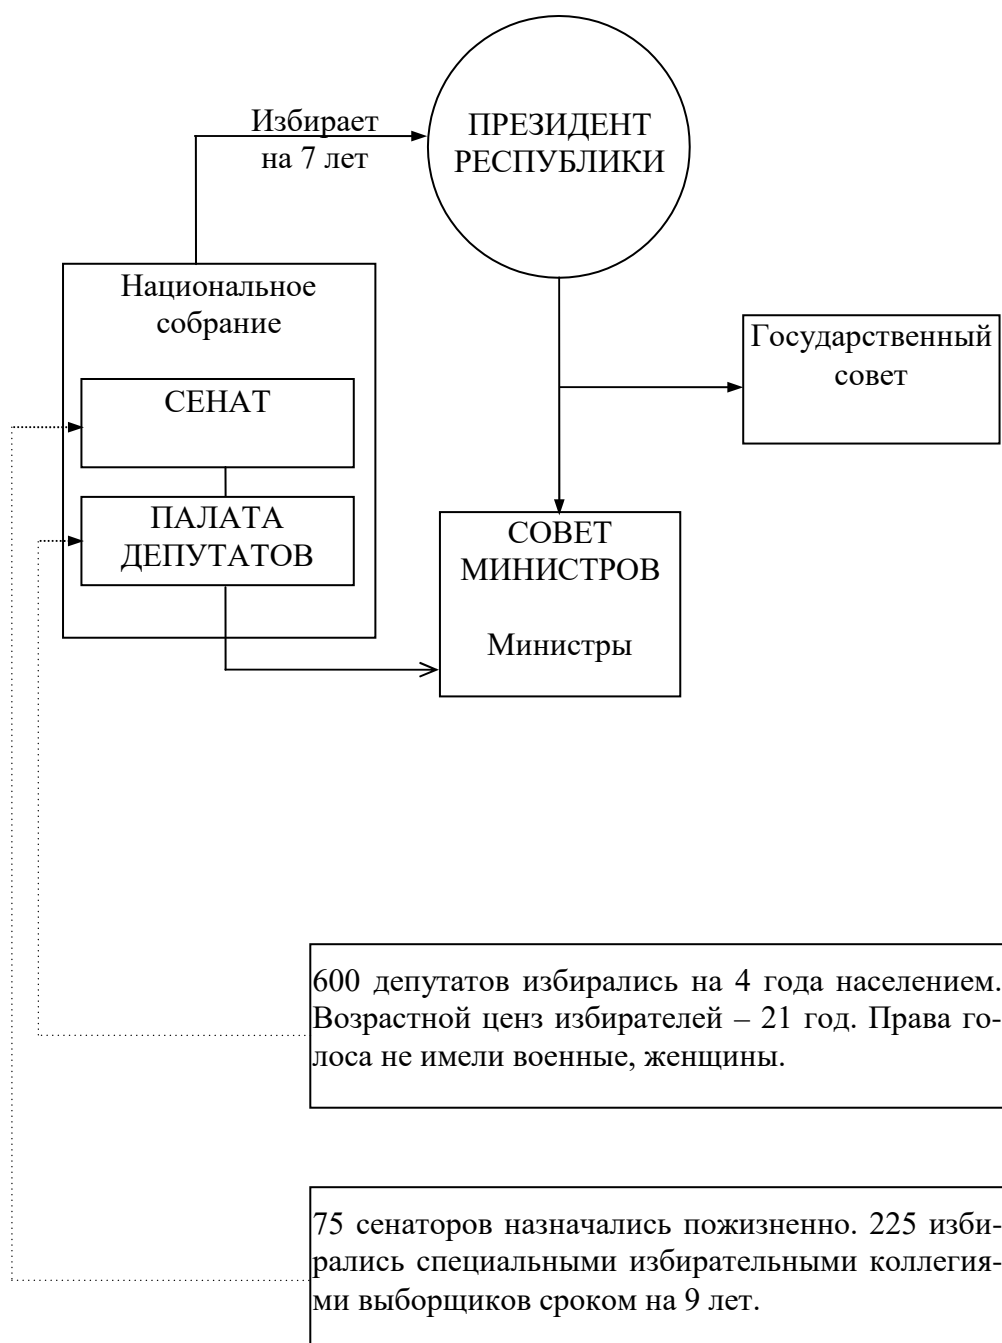 Избирает
на 7 лет
ПРЕЗИДЕНТ
РЕСПУБЛИКИ
Национальное
собрание
Государственный
совет
СЕНАТ
ПАЛАТА
ДЕПУТАТОВ
СОВЕТ
МИНИСТРОВ
Министры
600 депутатов избирались на 4 года населением.
Возрастной ценз избирателей – 21 год. Права го-
лоса не имели военные, женщины.
75 сенаторов назначались пожизненно. 225 изби-
рались специальными избирательными коллегия-
ми выборщиков сроком на 9 лет.